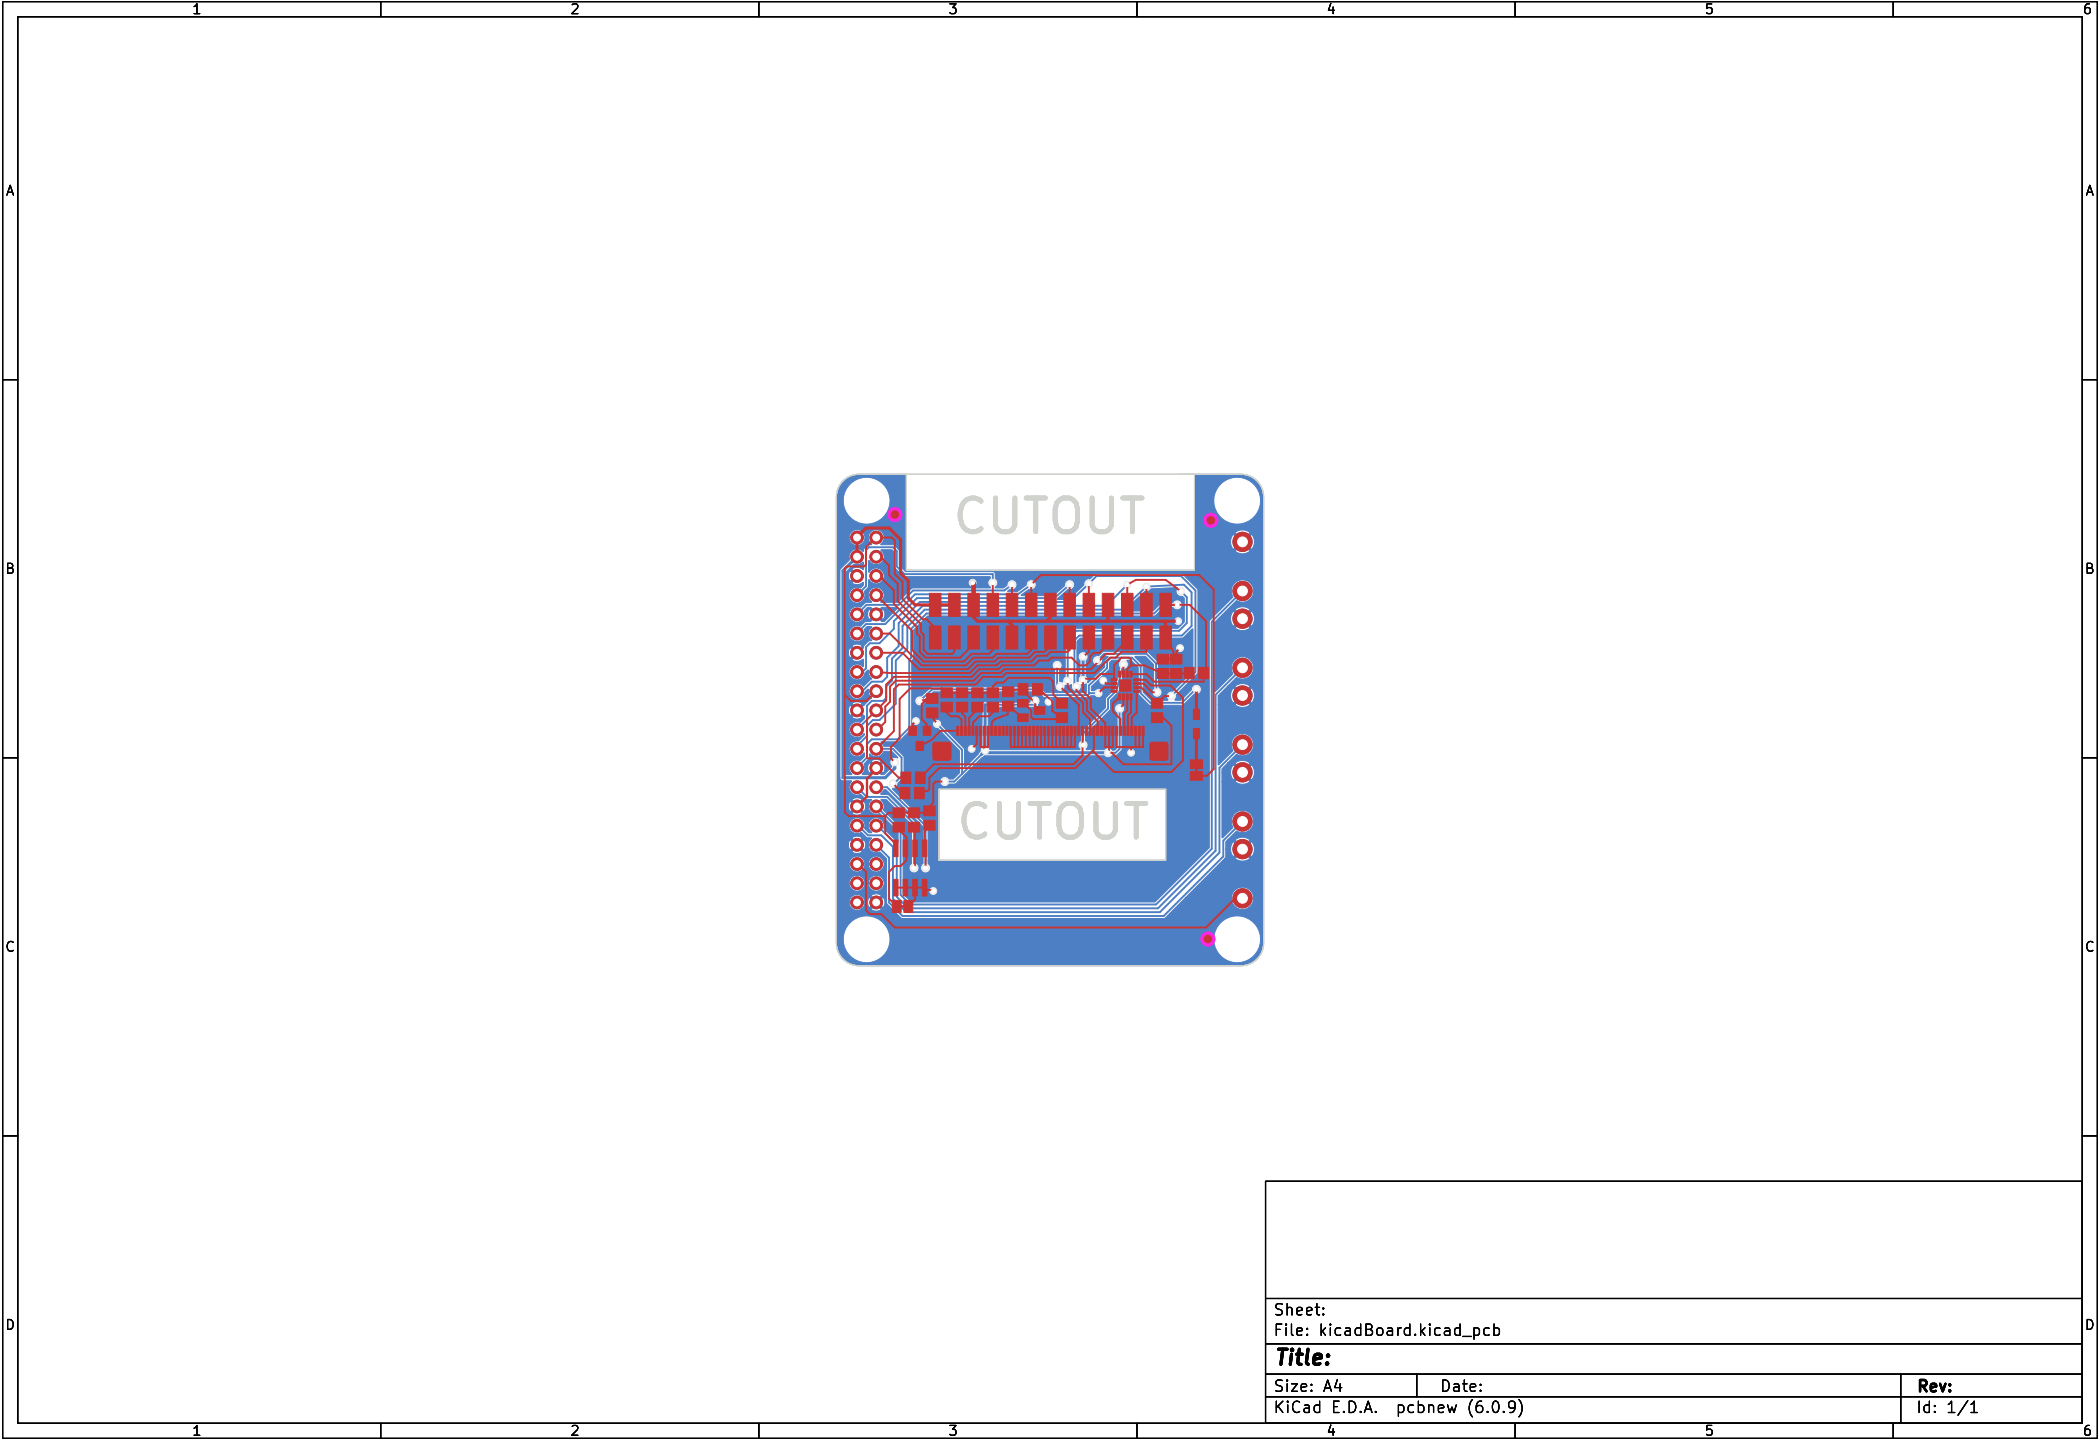 1 2 3 4 5 6
A A
CUTOUT
B B
CUTOUT
C C
Sheet:
File: kicadBoard.kicad_pcb
D D
Title:
Size: A4 Date: Rev:
KiCad E.D.A. pcbnew (6.0.9) Id: 1/1
1 2 3 4 5 6